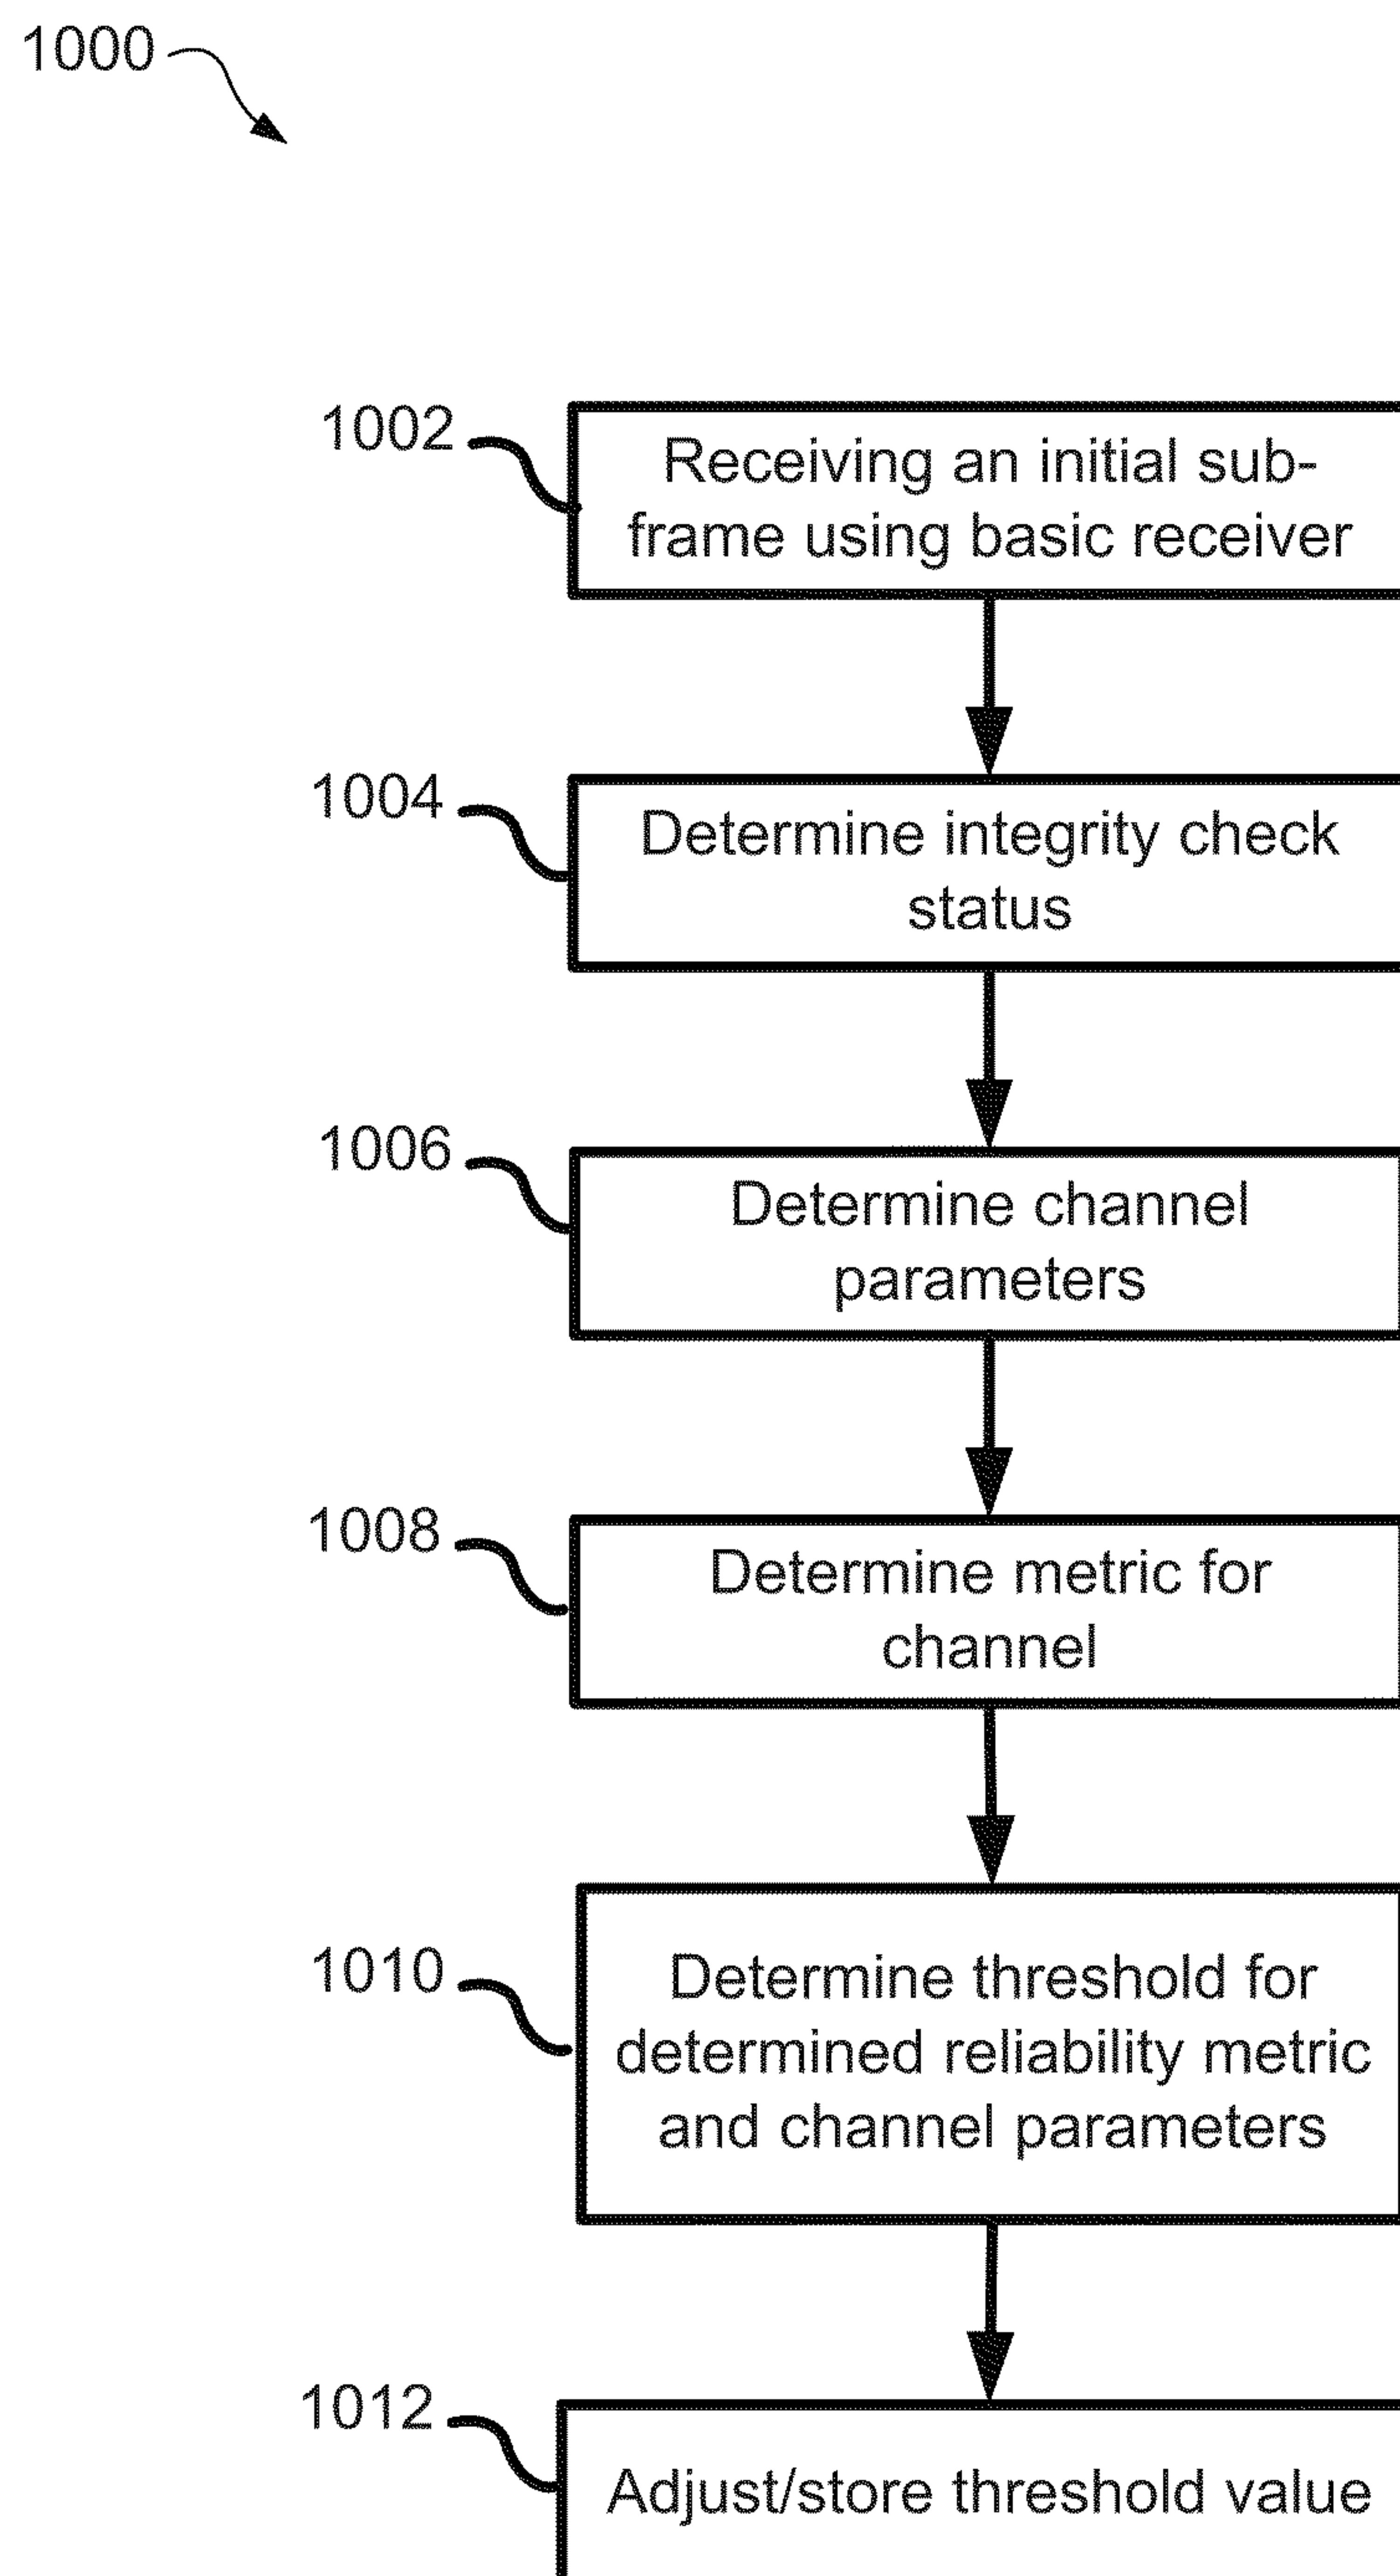 1000
1002
Receiving an initial sub-
frame using basic receiver
1004
Determine integrity check
status
1006
Determine channel
parameters
1008
Determine metric for
channel
1010
Determine threshold for
determined reliability metric
and channel parameters
1012
Adjust/store threshold value